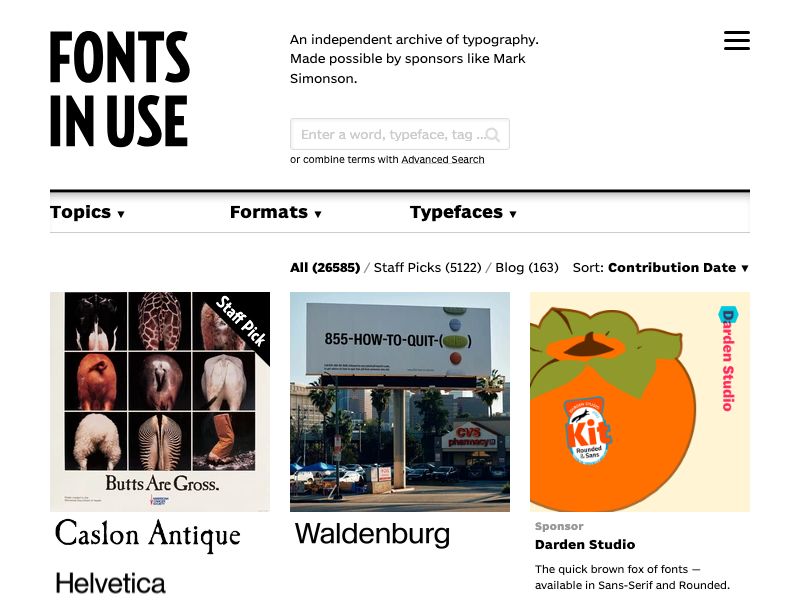 FONTS
IN USE
An independent archive of typography.
Made possible by sponsors like Mark
Simonson.
Enter a word, typeface, tag ...
or combine terms with Advanced Search
Topics ▾
Formats ▾
Typefaces ▾
All (26585) / Staff Picks (5122) / Blog (163)
Sort: Contribution Date ▾
Staff Pick
Butts Are Gross.
Caslon Antique
Helvetica
855-HOW-TO-QUIT-( )
CVS
pharmacy
Waldenburg
Darden Studio
Kit
Rounded
& Sans
Sponsor
Darden Studio
The quick brown fox of fonts —
available in Sans-Serif and Rounded.